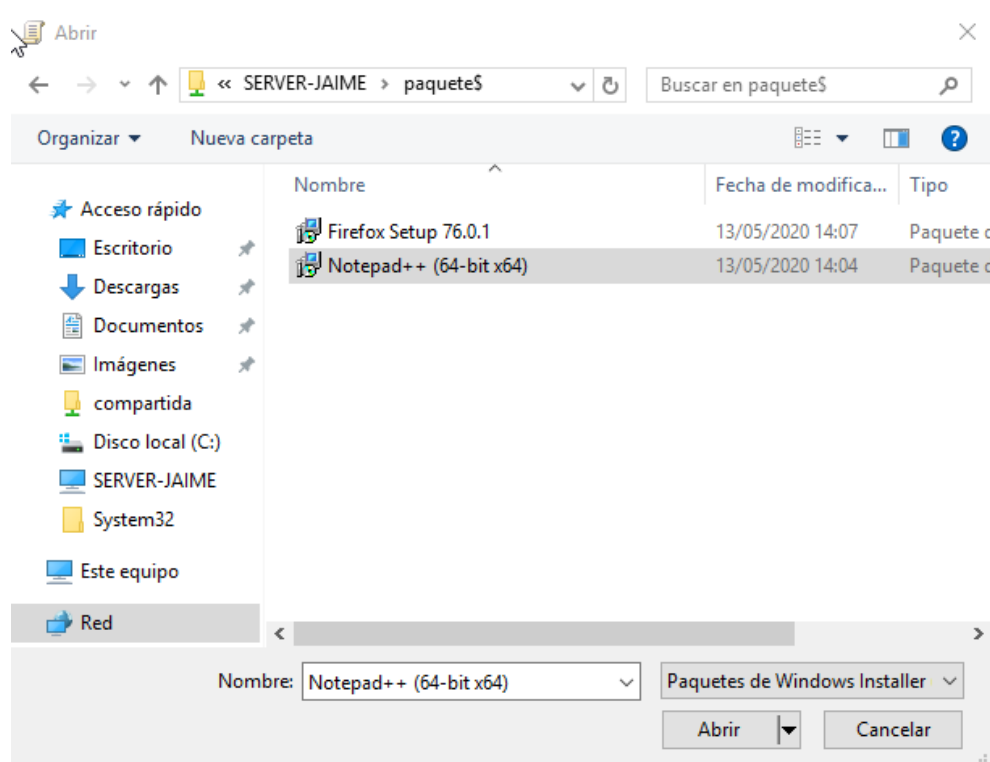 Abrir
« SERVER-JAIME > paquete$
Buscar en paquete$
Organizar
Nueva carpeta
Nombre
Fecha de modifica...
Tipo
Acceso rápido
Escritorio
Descargas
Documentos
Imágenes
compartida
Disco local (C:)
SERVER-JAIME
System32
Este equipo
Red
Firefox Setup 76.0.1
13/05/2020 14:07
Paquete d
Notepad++ (64-bit x64)
13/05/2020 14:04
Paquete d
Nombre:
Notepad++ (64-bit x64)
Paquetes de Windows Installer
Abrir
Cancelar